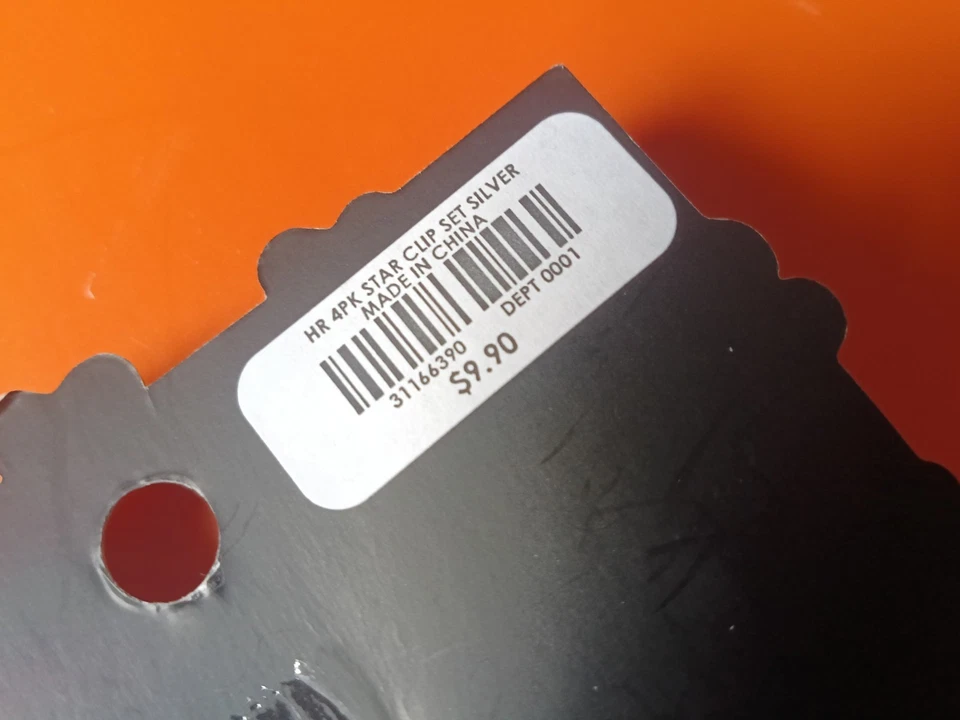 HR 4PK STAR CLIP SET SILVER
MADE IN CHINA
31166390 DEPT 0001
$9.90